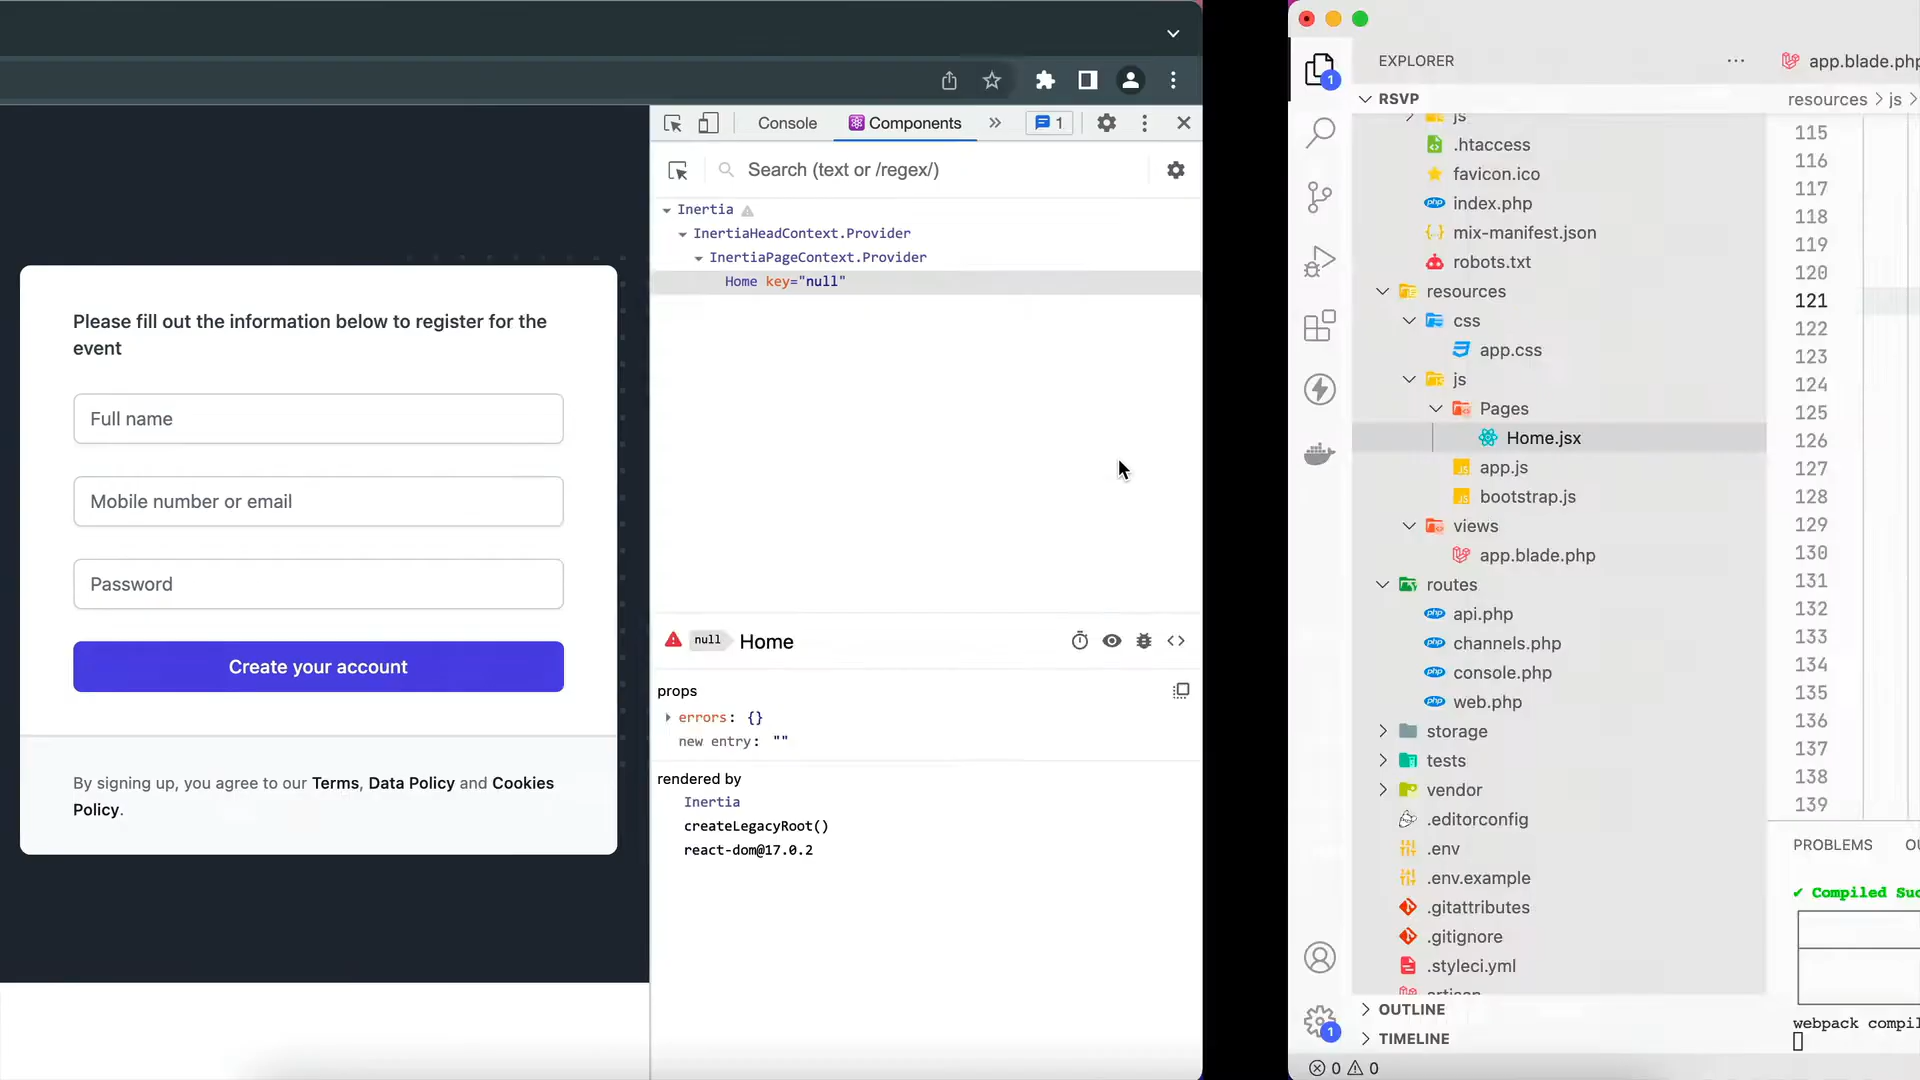 Please fill out the information below to register for the
event
Full name
Mobile number or email
Password
Create your account
By signing up, you agree to our Terms, Data Policy and Cookies
Policy.
Console
Components
1
Search (text or /regex/)
Inertia
InertiaHeadContext.Provider
InertiaPageContext.Provider
Home key="null"
null
Home
props
errors: {}
new entry: ""
rendered by
Inertia
createLegacyRoot()
react-dom@17.0.2
1
1
EXPLORER
RSVP
js
.htaccess
favicon.ico
index.php
mix-manifest.json
robots.txt
resources
css
app.css
js
Pages
Home.jsx
app.js
bootstrap.js
views
app.blade.php
routes
api.php
channels.php
console.php
web.php
storage
tests
vendor
.editorconfig
.env
.env.example
.gitattributes
.gitignore
.styleci.yml
artisan
OUTLINE
TIMELINE
0 0
app.blade.php
resources > js >
115
116
117
118
119
120
121
122
123
124
125
126
127
128
129
130
131
132
133
134
135
136
137
138
139
PROBLEMS
OU
✔ Compiled Suc
webpack compil